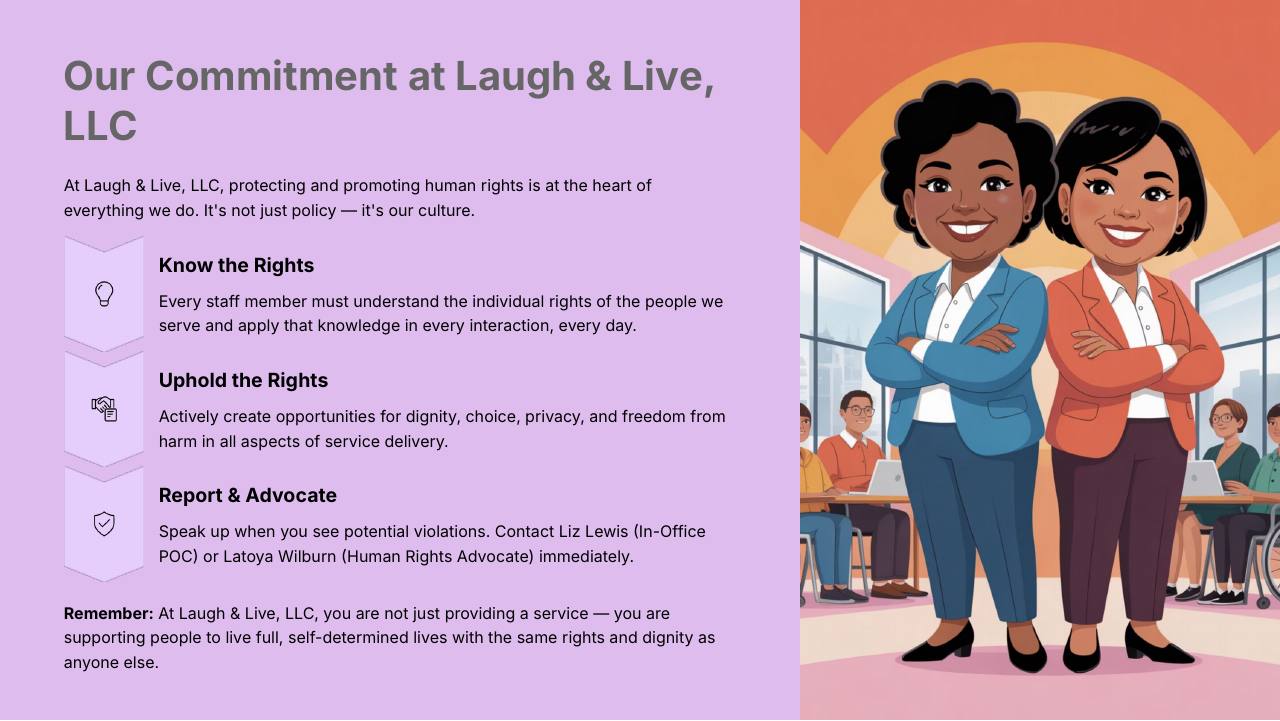 Our Commitment at Laugh & Live,
LLC
At Laugh & Live, LLC, protecting and promoting human rights is at the heart of
everything we do. It's not just policy — it's our culture.
Know the Rights
Every staff member must understand the individual rights of the people we
serve and apply that knowledge in every interaction, every day.
Uphold the Rights
Actively create opportunities for dignity, choice, privacy, and freedom from
harm in all aspects of service delivery.
Report & Advocate
Speak up when you see potential violations. Contact Liz Lewis (In-Office
POC) or Latoya Wilburn (Human Rights Advocate) immediately.
Remember: At Laugh & Live, LLC, you are not just providing a service — you are
supporting people to live full, self-determined lives with the same rights and dignity as
anyone else.